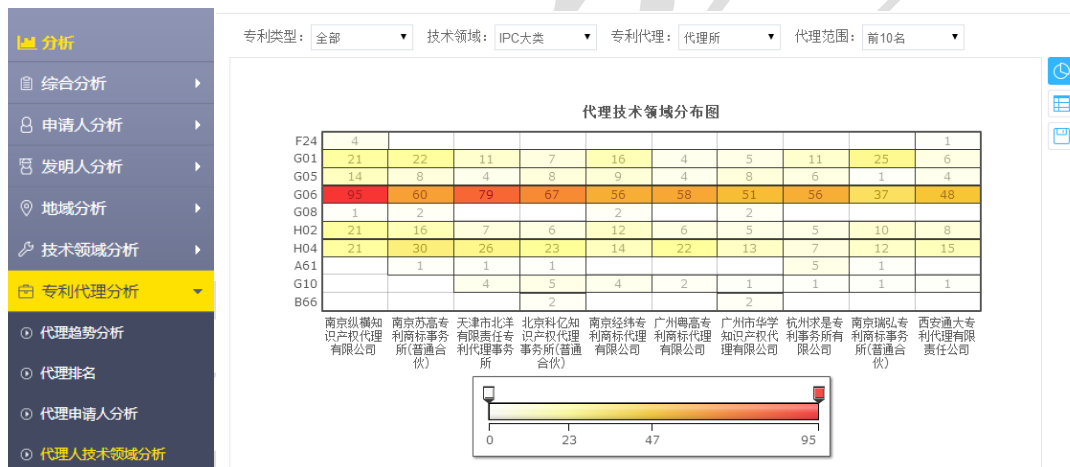 分析
综合分析
申请人分析
发明人分析
地域分析
技术领域分析
专利代理分析
代理趋势分析
代理排名
代理申请人分析
代理人技术领域分析
专利类型: 全部 技术领域: IPC大类 专利代理: 代理所 代理范围: 前10名
代理技术领域分布图
F24 4 1
G01 21 22 11 7 16 4 5 11 25 6
G05 14 8 4 8 9 4 8 6 1 4
G06 95 60 79 67 56 58 51 56 37 48
G08 1 2 2 2
H02 21 16 7 6 12 6 5 5 10 8
H04 21 30 26 23 14 22 13 7 12 15
A61 1 1 1 5 1
G10 4 5 4 2 1 1 1 1
B66 2 2
南京纵横知 南京苏高专 天津市北洋 北京科亿知 南京经纬专 广州粤高专 广州市华学 杭州求是专 南京瑞弘专 西安通大专
识产权代理 利商标事务 有限责任专 识产权代理 利商标代理 利商标代理 知识产权代 利事务所有 利商标事务 利代理有限
有限公司 所(普通合 利代理事务 事务所(普通 有限公司 有限公司 理有限公司 限公司 所(普通合 责任公司
伙) 所 合伙) 伙)
0 23 47 95